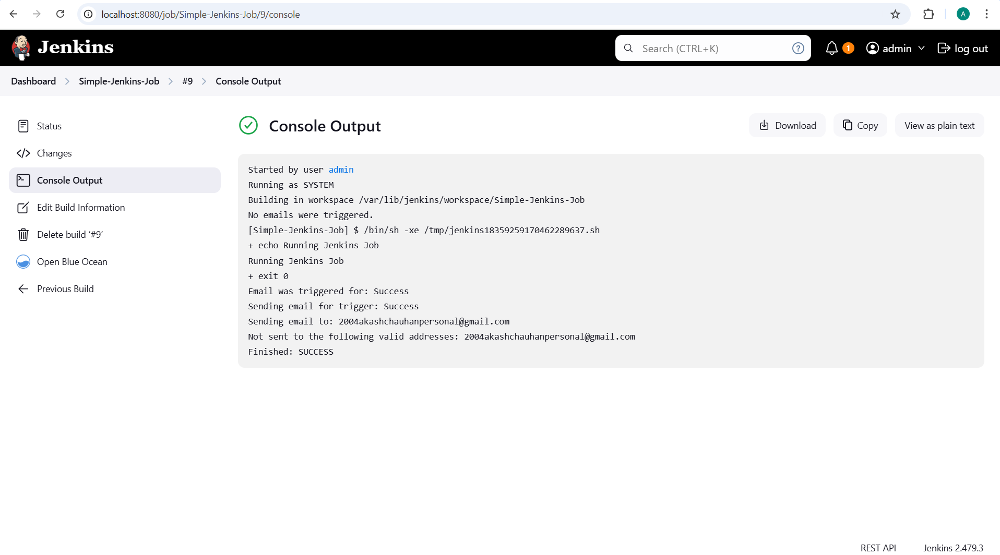 localhost:8080/job/Simple-Jenkins-Job/9/console
A
Jenkins
Search (CTRL+K)
?
1
admin
log out
Dashboard > Simple-Jenkins-Job > #9 > Console Output
Status
Changes
Console Output
Edit Build Information
Delete build ‘#9’
Open Blue Ocean
Previous Build
Console Output
Download
Copy
View as plain text
Started by user admin
Running as SYSTEM
Building in workspace /var/lib/jenkins/workspace/Simple-Jenkins-Job
No emails were triggered.
[Simple-Jenkins-Job] $ /bin/sh -xe /tmp/jenkins18359259170462289637.sh
+ echo Running Jenkins Job
Running Jenkins Job
+ exit 0
Email was triggered for: Success
Sending email for trigger: Success
Sending email to: 2004akashchauhanpersonal@gmail.com
Not sent to the following valid addresses: 2004akashchauhanpersonal@gmail.com
Finished: SUCCESS
REST API
Jenkins 2.479.3